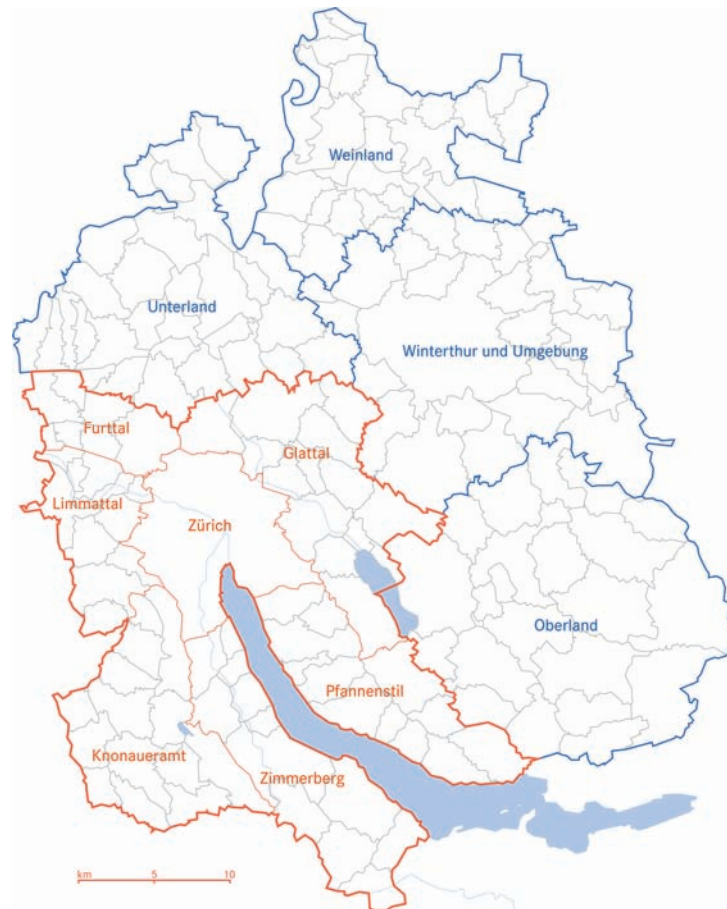 Weinland
Unterland
Winterthur und Umgebung
Furttal
Glattal
Limmattal
Zürich
Oberland
Pfannenstil
Knonaueramt
Zimmerberg
km 5 10